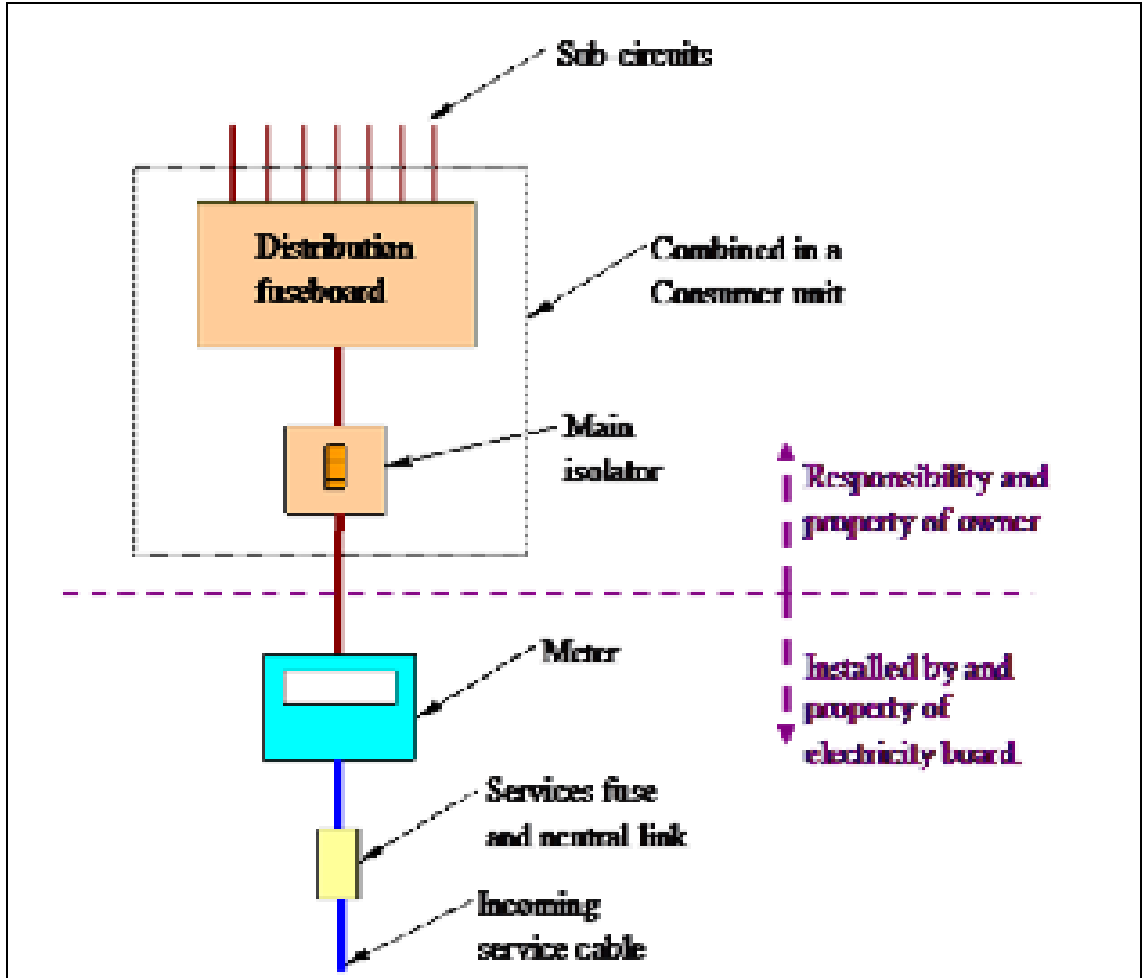 Sub-circuits
Distribution
fuseboard
Combined in a
Consumer unit
Main
isolator
Responsibility and
property of owner
Meter
Installed by and
property of
electricity board.
Services fuse
and neutral link
Incoming
service cable